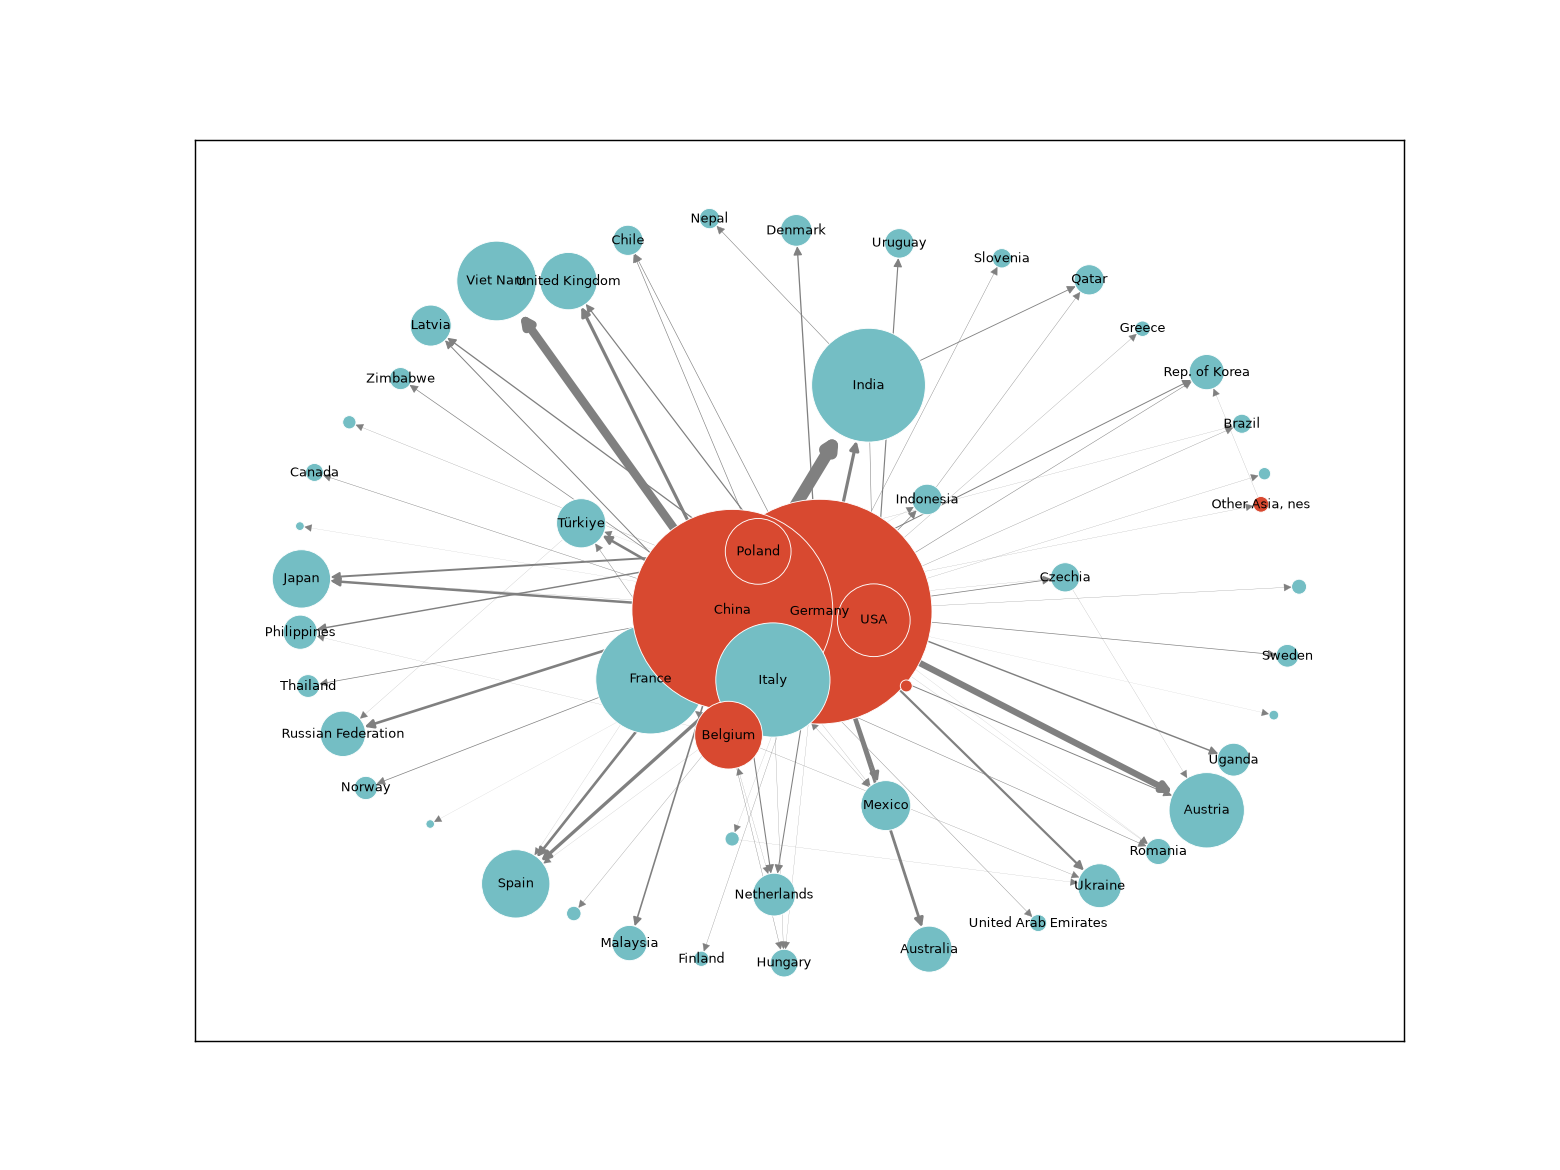 Nepal
Denmark
Chile
Uruguay
Slovenia
Qatar
Viet Nam
United Kingdom
Latvia
Greece
Rep. of Korea
Zimbabwe
India
Brazil
Canada
Indonesia
Other Asia, nes
Türkiye
Poland
Japan
Czechia
China
Germany
USA
Philippines
Sweden
France
Italy
Thailand
Russian Federation
Belgium
Uganda
Norway
Mexico
Austria
Romania
Spain
Netherlands
Ukraine
United Arab Emirates
Malaysia
Australia
Finland
Hungary